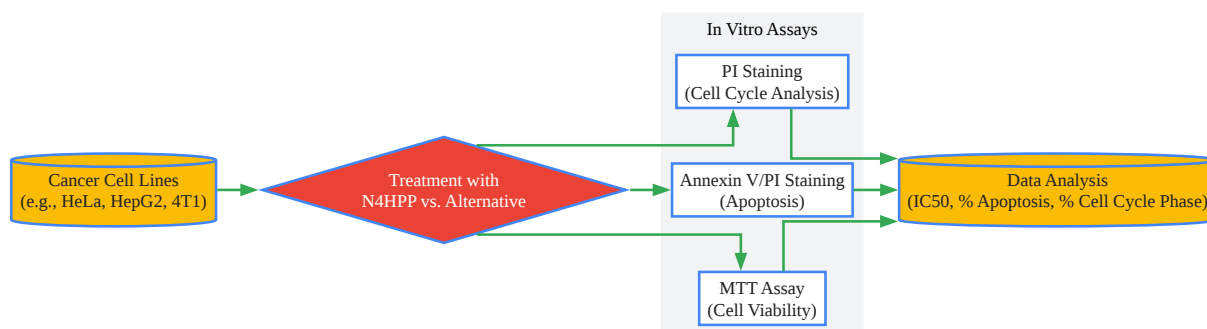 In Vitro Assays
PI Staining
(Cell Cycle Analysis)
Cancer Cell Lines
(e.g., HeLa, HepG2, 4T1)
Treatment with
N4HPP vs. Alternative
Annexin V/PI Staining
(Apoptosis)
Data Analysis
(IC50, % Apoptosis, % Cell Cycle Phase)
MTT Assay
(Cell Viability)